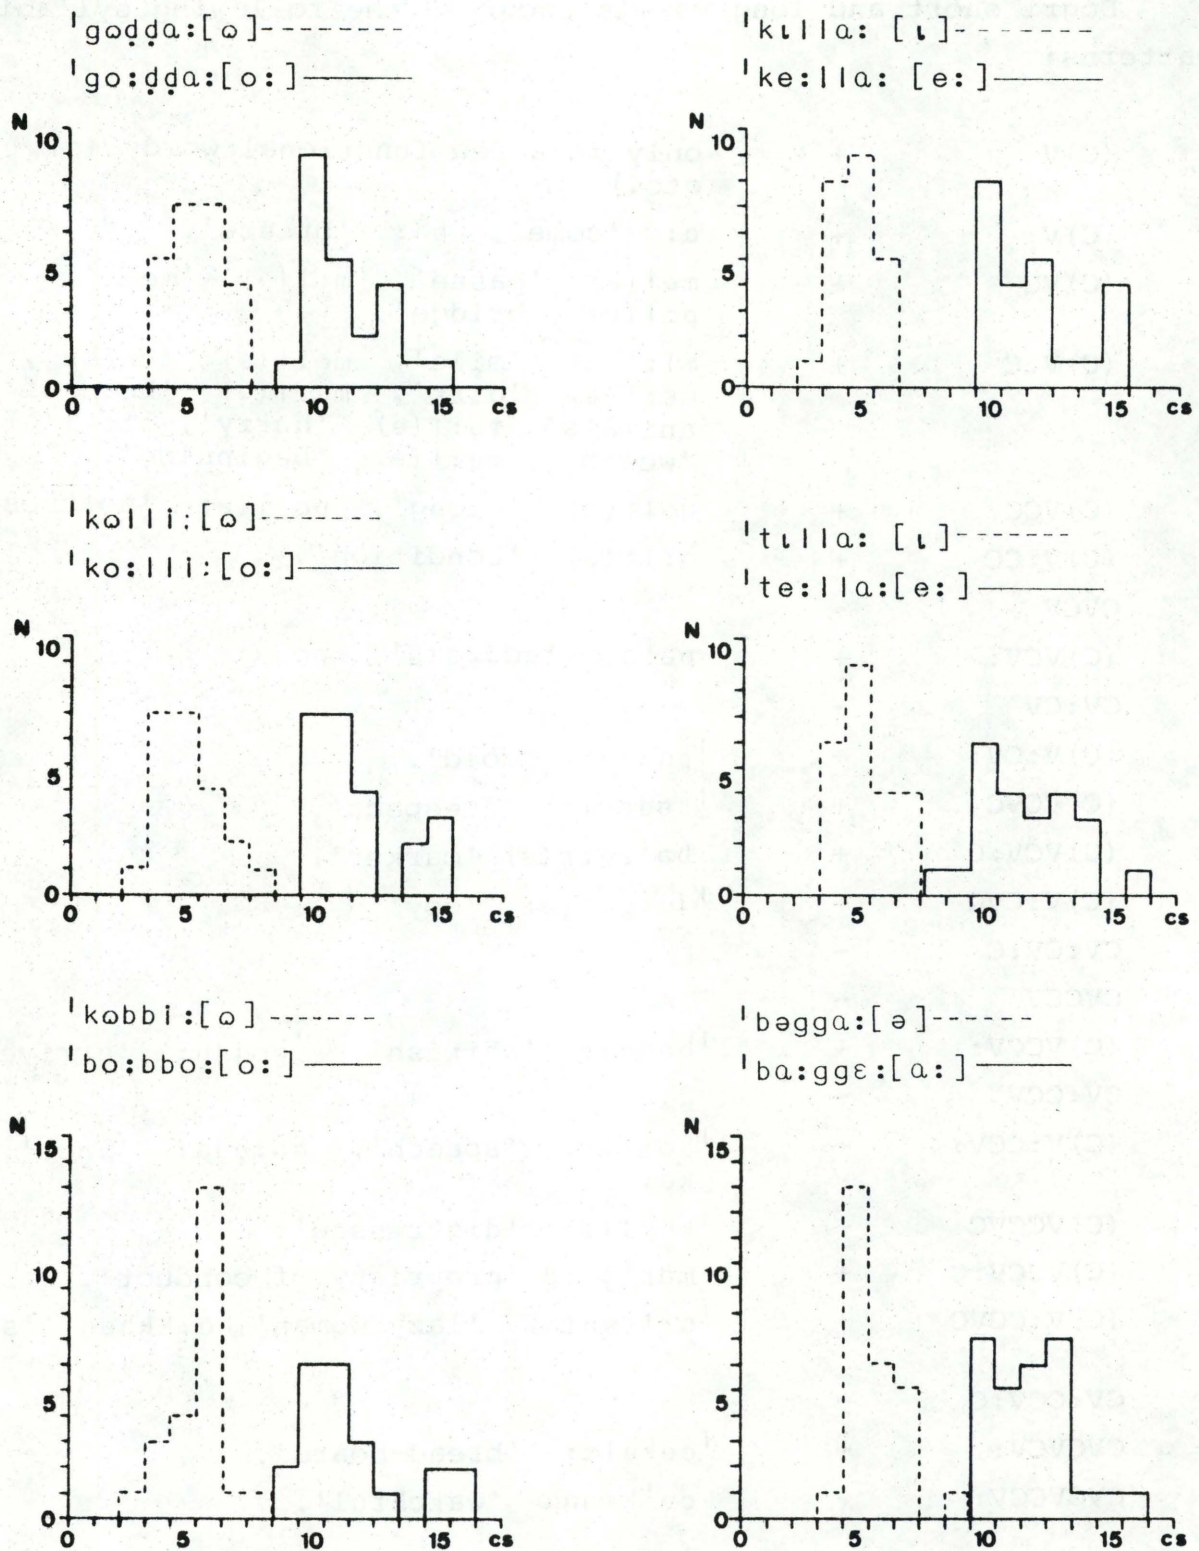 ˈgɷḍḍa:[ɷ]
ˈgo:ḍḍa:[o:]
N
10
5
0
0 5 10 15 cs
ˈkɩlla: [ɩ]
ˈke:lla: [e:]
N
10
5
0
0 5 10 15 cs
ˈkɷlli:[ɷ]
ˈko:lli:[o:]
N
10
5
0
0 5 10 15 cs
ˈtɩlla: [ɩ]
ˈte:lla:[e:]
N
10
5
0
0 5 10 15 cs
ˈkɷbbi:[ɷ]
ˈbo:bbo:[o:]
N
15
10
5
0
0 5 10 15 cs
ˈbəgga:[ə]
ˈba:ggɛ:[a:]
N
15
10
5
0
0 5 10 15 cs